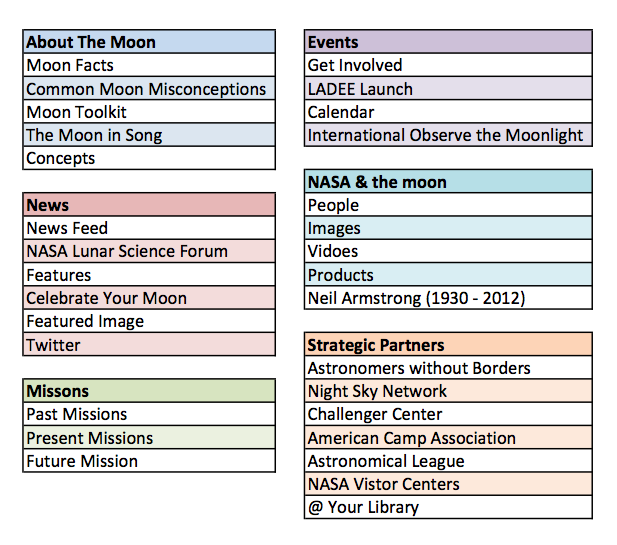 About The Moon
Moon Facts
Common Moon Misconceptions
Moon Toolkit
The Moon in Song
Concepts
News
News Feed
NASA Lunar Science Forum
Features
Celebrate Your Moon
Featured Image
Twitter
Missons
Past Missions
Present Missions
Future Mission
Events
Get Involved
LADEE Launch
Calendar
International Observe the Moonlight
NASA & the moon
People
Images
Vidoes
Products
Neil Armstrong (1930 - 2012)
Strategic Partners
Astronomers without Borders
Night Sky Network
Challenger Center
American Camp Association
Astronomical League
NASA Vistor Centers
@ Your Library